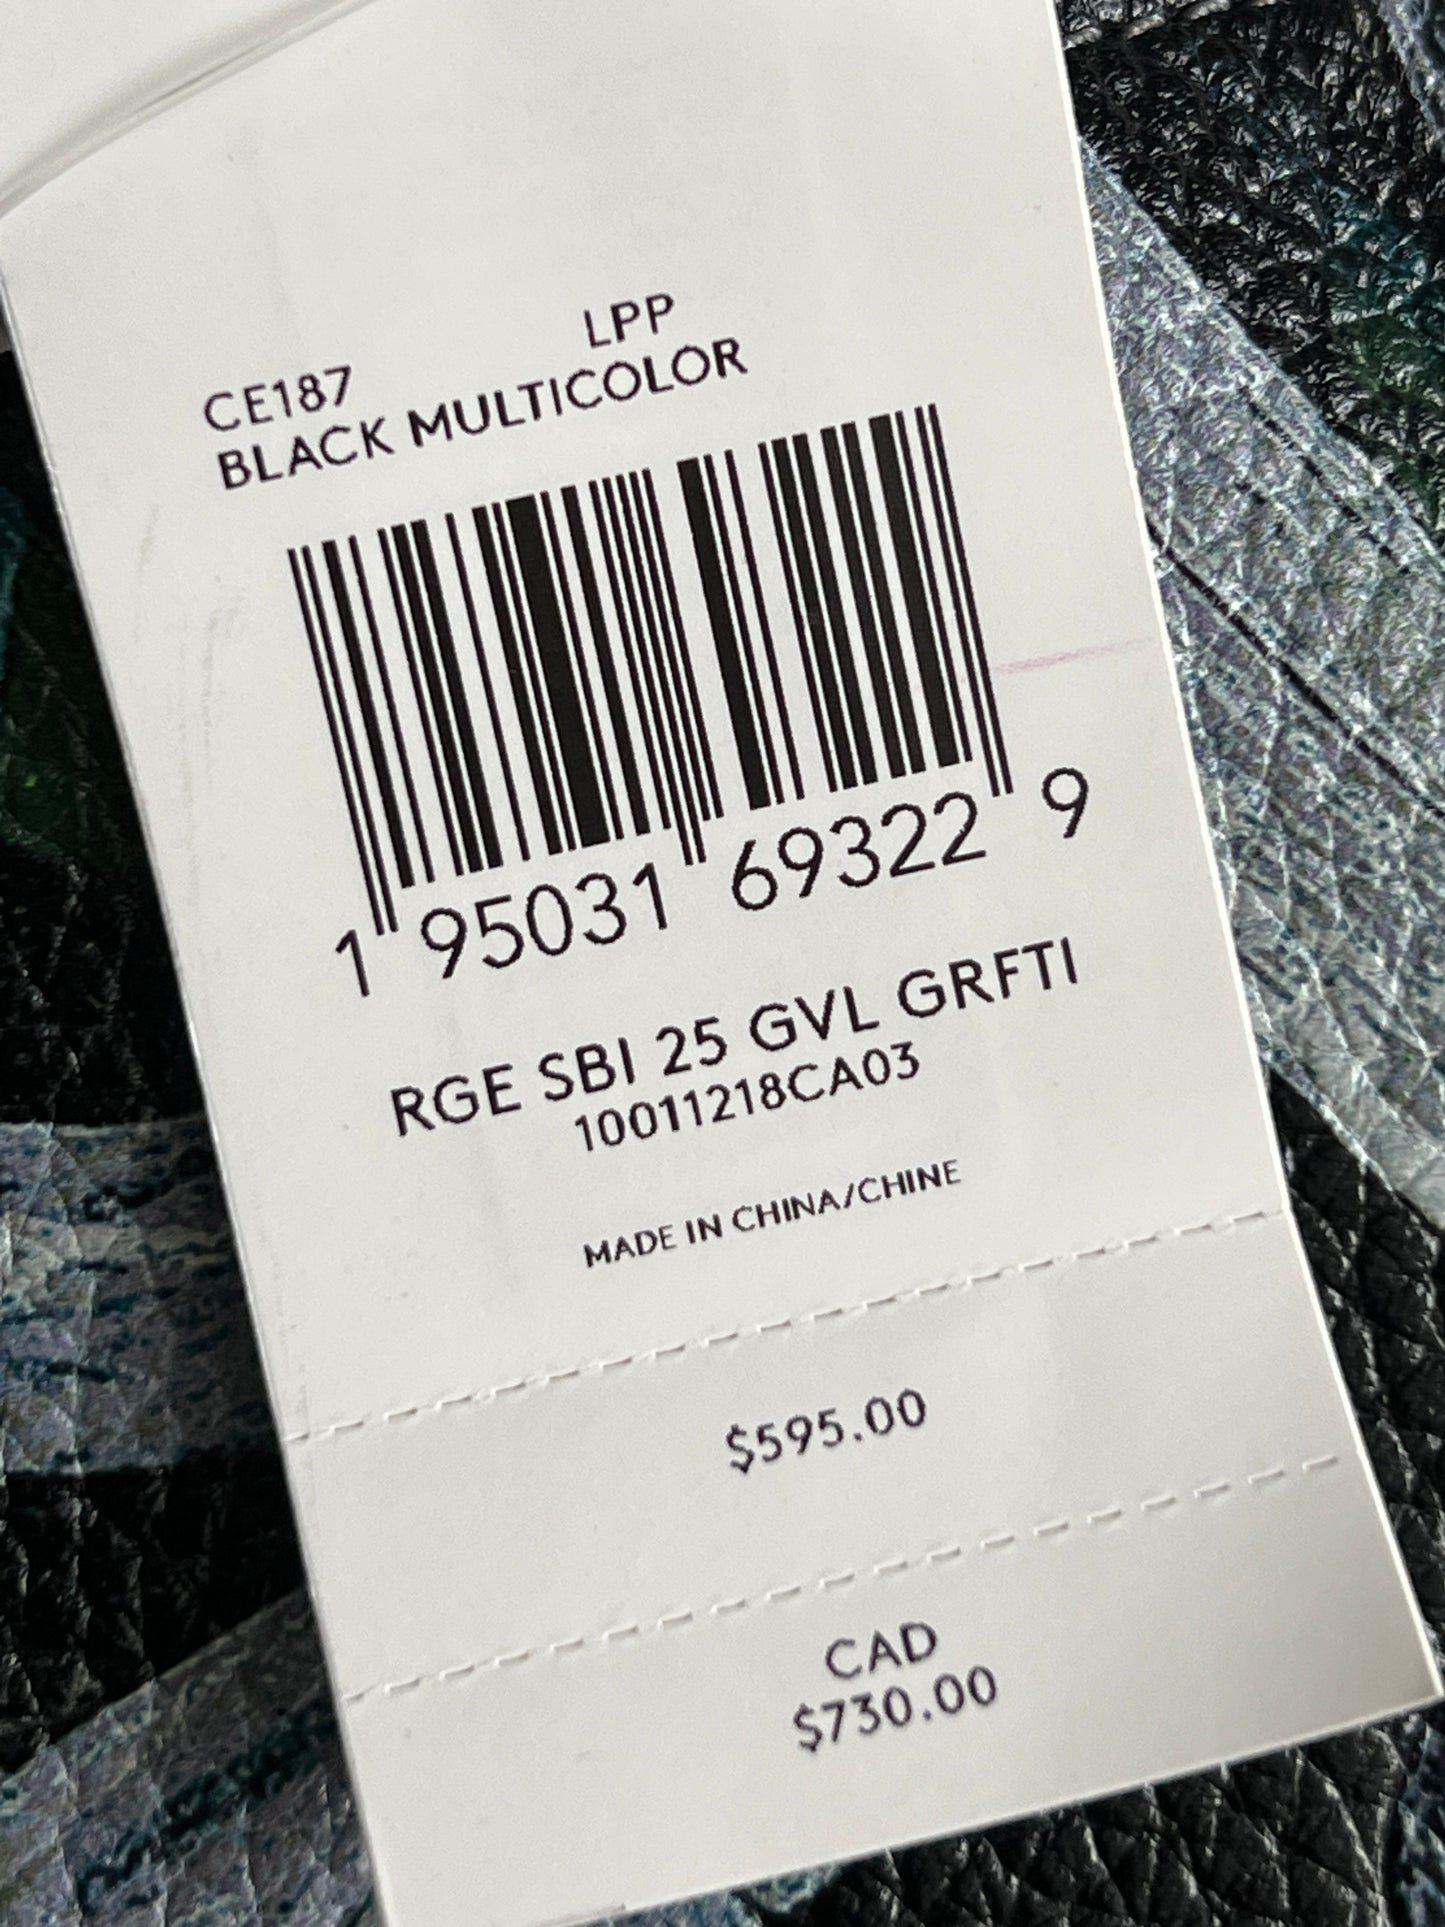 CE187 LPP
BLACK MULTICOLOR
1 95031 69322 9
RGE SBI 25 GVL GRFTI
10011218CA03
MADE IN CHINA/CHINE
$595.00
CAD
$730.00